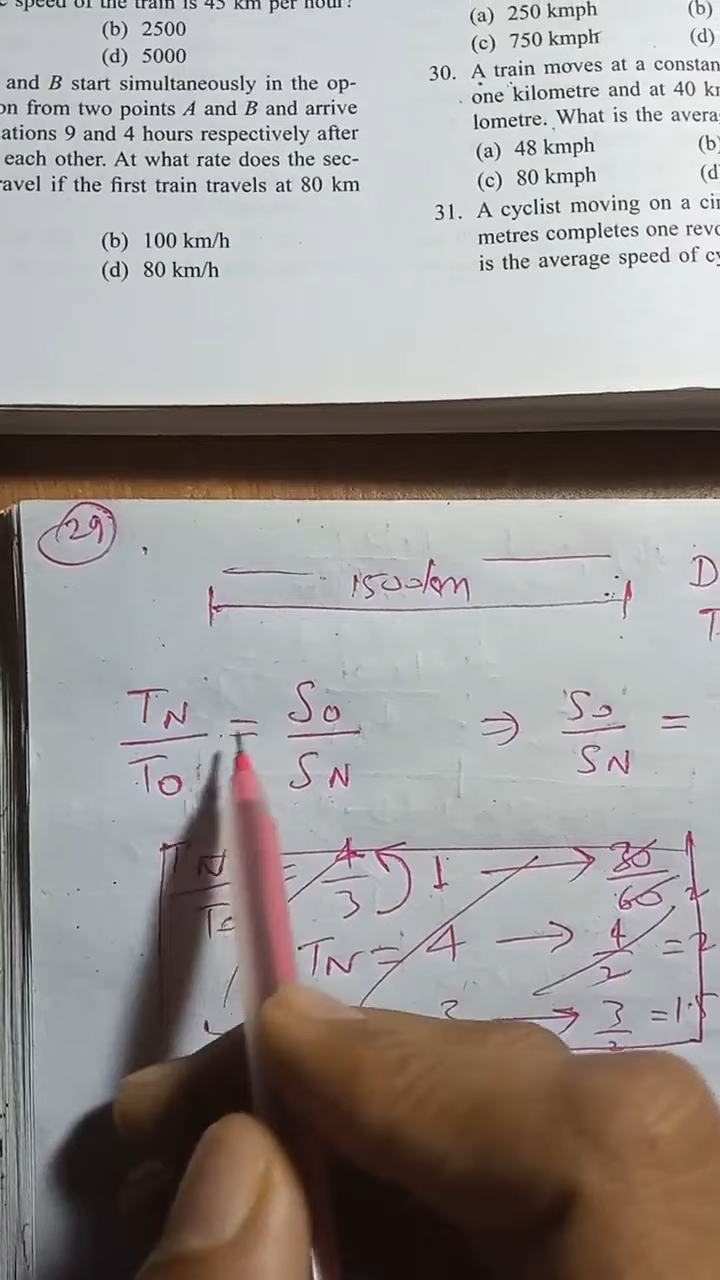 speed of the train is 45 km per hour?
(b) 2500
(d) 5000
and B start simultaneously in the op-
on from two points A and B and arrive
ations 9 and 4 hours respectively after
each other. At what rate does the sec-
avel if the first train travels at 80 km
(b) 100 km/h
(d) 80 km/h
(a) 250 kmph (b)
(c) 750 kmph (d)
30. A train moves at a constan
one kilometre and at 40 k
lometre. What is the avera
(a) 48 kmph (b)
(c) 80 kmph (d
31. A cyclist moving on a ci
metres completes one revo
is the average speed of cy
29
1500km
D
T
TN/TO = SO/SN ⇒ SO/SN =
TN = 4/3 1 → 30/60 2
TN = 4 → 4/2 = 2
3 → 3/2 = 1.5